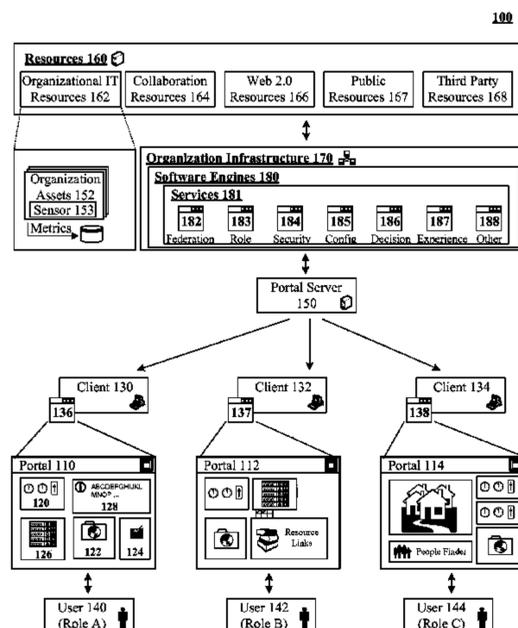 100
Resources 160
Organizational IT
Resources 162
Collaboration
Resources 164
Web 2.0
Resources 166
Public
Resources 167
Third Party
Resources 168
Organization
Assets 152
Sensor 153
Metrics
Organization Infrastructure 170
Software Engines 180
Services 181
182 183 184 185 186 187 188
Federation Role Security Config Decision Experience Other
Portal Server
150
Client 130
136
Client 132
137
Client 134
138
Portal 110
120
ABCDEFGHIJKL
MNOP ...
128
126
122
124
Portal 112
Resource
Links
Portal 114
People Finder
User 140
(Role A)
User 142
(Role B)
User 144
(Role C)